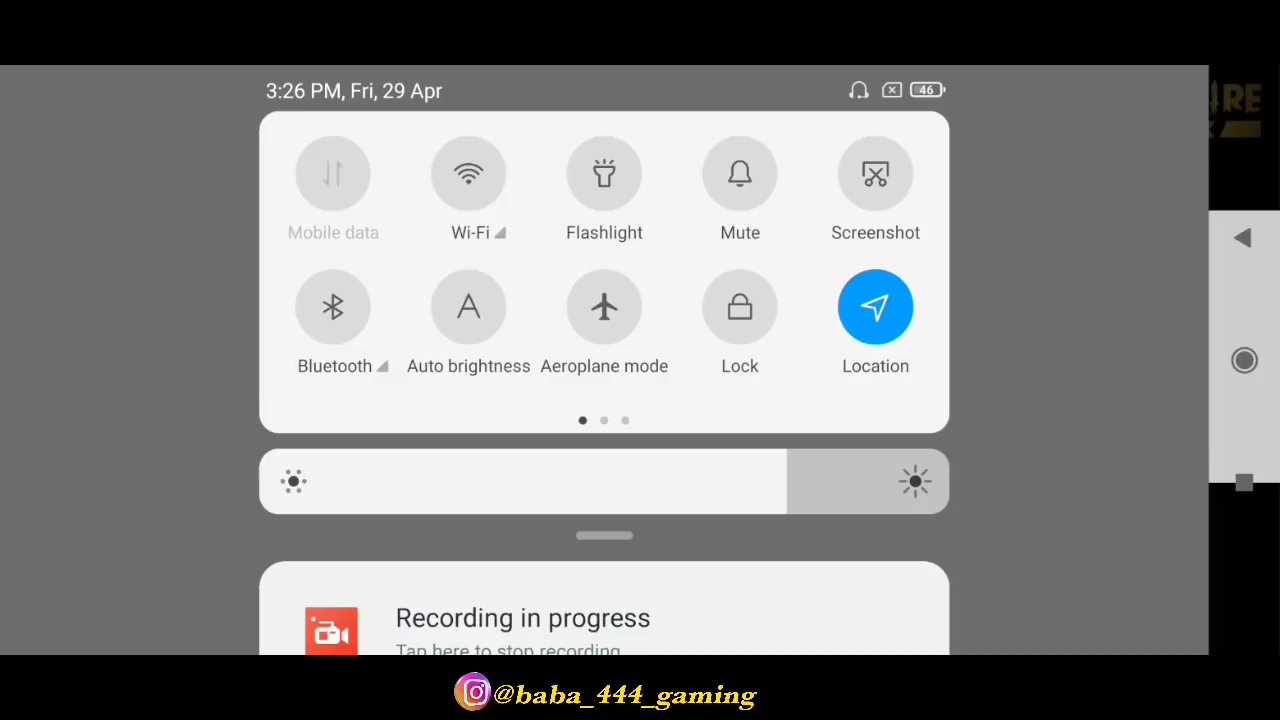 3:26 PM, Fri, 29 Apr
46
RE
Mobile data
Wi-Fi
Flashlight
Mute
Screenshot
Bluetooth
Auto brightness
Aeroplane mode
Lock
Location
Recording in progress
Tap here to stop recording
@baba_444_gaming